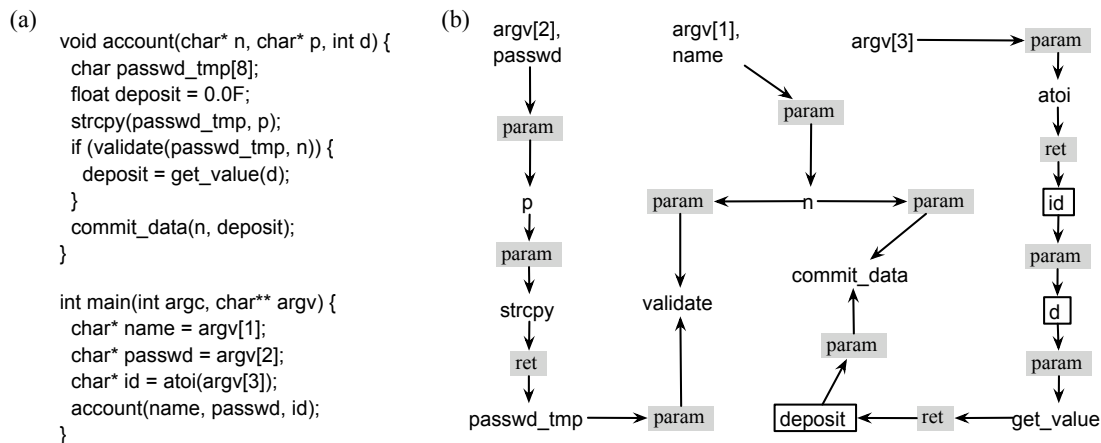 (a)
void account(char* n, char* p, int d) {
char passwd_tmp[8];
float deposit = 0.0F;
strcpy(passwd_tmp, p);
if (validate(passwd_tmp, n)) {
deposit = get_value(d);
}
commit_data(n, deposit);
}
int main(int argc, char** argv) {
char* name = argv[1];
char* passwd = argv[2];
char* id = atoi(argv[3]);
account(name, passwd, id);
}
(b)
argv[2],
passwd
param
p
param
strcpy
ret
passwd_tmp
param
argv[1],
name
param
n
param
validate
param
commit_data
param
deposit
argv[3]
param
atoi
ret
id
param
d
param
get_value
ret